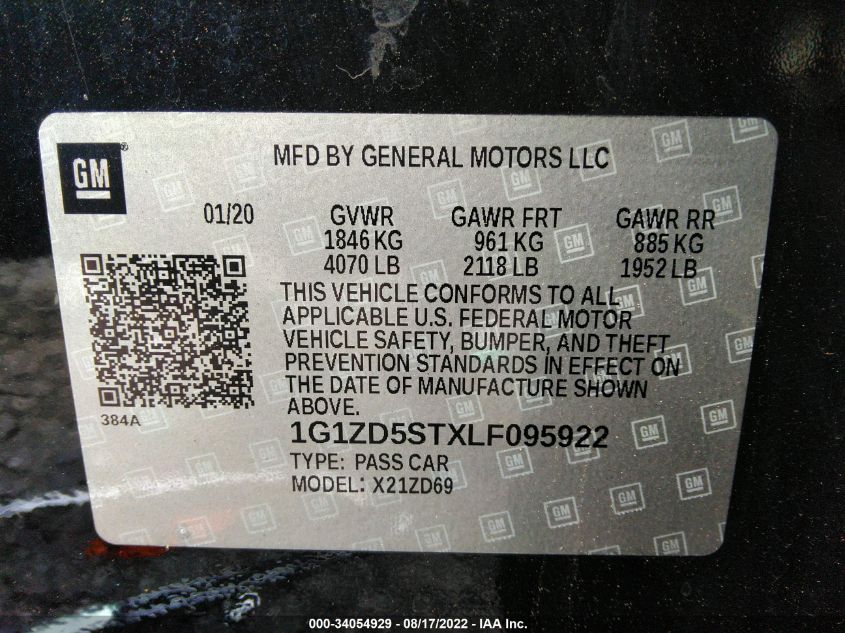 GM
MFD BY GENERAL MOTORS LLC
01/20 GVWR GAWR FRT GAWR RR
1846 KG 961 KG 885 KG
4070 LB 2118 LB 1952 LB
THIS VEHICLE CONFORMS TO ALL
APPLICABLE U.S. FEDERAL MOTOR
VEHICLE SAFETY, BUMPER, AND THEFT
PREVENTION STANDARDS IN EFFECT ON
THE DATE OF MANUFACTURE SHOWN
ABOVE.
384A
1G1ZD5STXLF095922
TYPE: PASS CAR
MODEL: X21ZD69
000-34054929 - 08/17/2022 - IAA Inc.